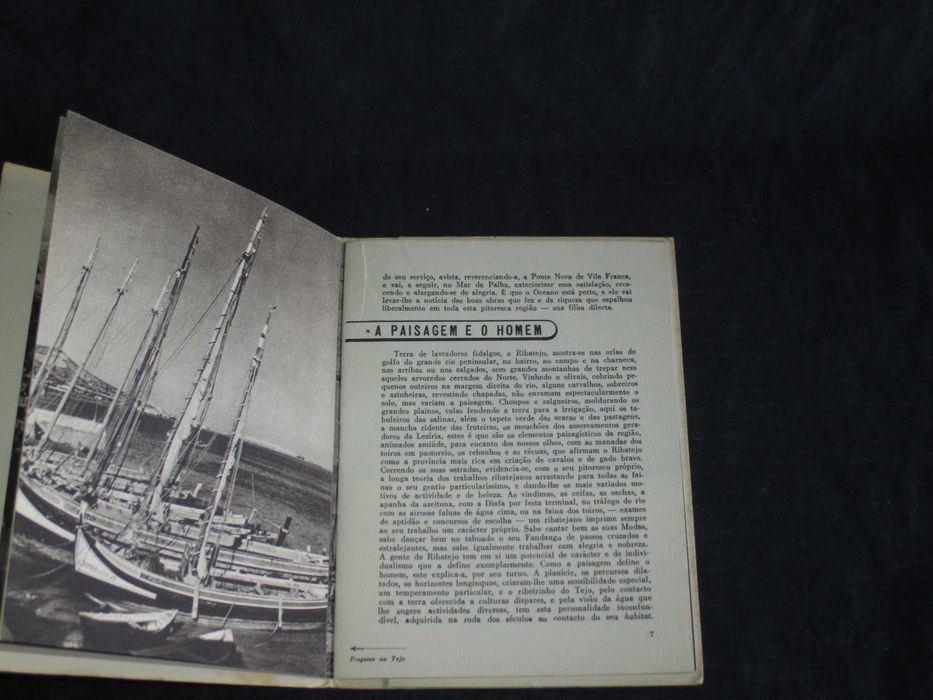 do seu serviço, avista, reverenciando-a, a Ponte Nova de Vila Franca,
e vai, a seguir, no Mar da Palha, exteriorizar essa satisfação, cres-
cendo e alargando-se de alegria. É que o Oceano está perto, e ele vai
levar-lhe a notícia das boas obras que fez e da riqueza que espalhou
liberalmente em toda esta pitoresca região — sua filha dilecta.
A PAISAGEM E O HOMEM
Terra de lavradores fidalgos, o Ribatejo, mostra-se nas orlas do
golfo do grande rio peninsular, no bairro, no campo e na charneca,
nas arribas ou nos salgados, sem grandes montanhas de trepar nem
aqueles arvoredos cerrados do Norte. Vinhedo e olivais, cobrindo pe-
quenos outeiros na margem direita do rio, alguns carvalhos, sobreiros
e azinheiras, revestindo chapadas, não enramam espectacularmente o
solo, mas variam a paisagem. Choupos e salgueiros, moldurando os
grandes plainos, valas fendendo a terra para a irrigação, aqui os ta-
buleiros das salinas, além o tapete verde das searas e das pastagens,
a mancha ridente das fruteiras, os mouchões dos assoreamentos gera-
dores da Lezíria, estes é que são os elementos paisagísticos da região,
animados amiúde, para encanto dos nossos olhos, com as manadas dos
toiros em pastoreio, os rebanhos e as récuas, que afirmam o Ribatejo
como a província mais rica em criação de cavalos e de gado bravo.
Correndo os suas estradas, evidencia-se, com o seu pitoresco próprio,
a longa teoria dos trabalhos ribatejanos arrastando para todas as fai-
nas o seu gentio particularíssimo, e dando-lhe os mais variados mo-
tivos de actividade e de beleza. As vindimas, as ceifas, as sachas, a
apanha da azeitona, com a Diafa por festa terminal, no tráfego do rio
com as airosas faluas de água cima, ou na faina dos toiros, — exames
de aptidão e concursos de escolha — um ribatejano imprime sempre
ao seu trabalho um carácter próprio. Sabe cantar bem as suas Modas,
sabe dançar bem no tabuado o seu Fandango de passos cruzados e
estralejantes, mas sabe igualmente trabalhar com alegria e nobreza.
A gente do Ribatejo tem em si um potencial de carácter e de indivi-
dualismo que a define exemplarmente. Como a paisagem define o
homem, este explica-a, por seu turno. A planície, os percursos dila-
tados, os horizontes longínquos, criaram-lhe uma sensibilidade especial,
um temperamento particular, e o ribeirinho do Tejo, pelo contacto
com a terra oferecida a culturas dispares, e pela visão da água que
lhe sugere actividades diversas, tem esta personalidade inconfun-
dível, adquirida na roda dos séculos ao contacto do seu habitat.
7
Fragatas no Tejo